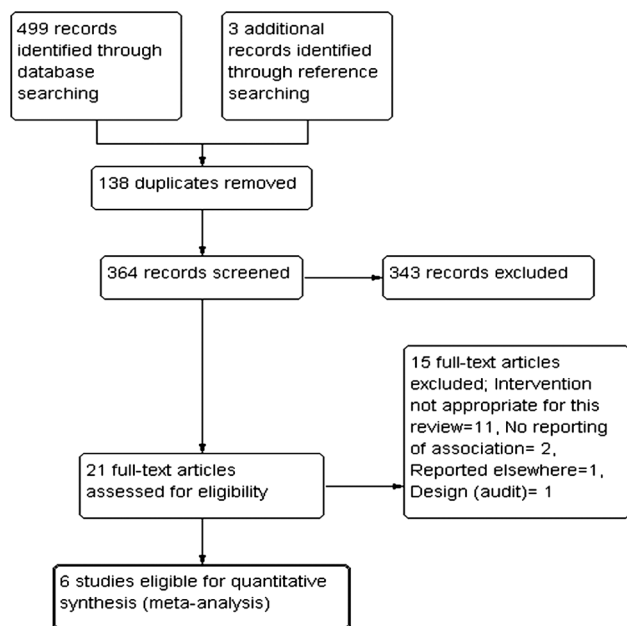 499 records
identified through
database
searching
3 additional
records identified
through reference
searching
138 duplicates removed
364 records screened
343 records excluded
15 full-text articles
excluded; Intervention
not appropriate for this
review=11, No reporting
of association= 2,
Reported elsewhere=1,
Design (audit)= 1
21 full-text articles
assessed for eligibility
6 studies eligible for quantitative
synthesis (meta-analysis)